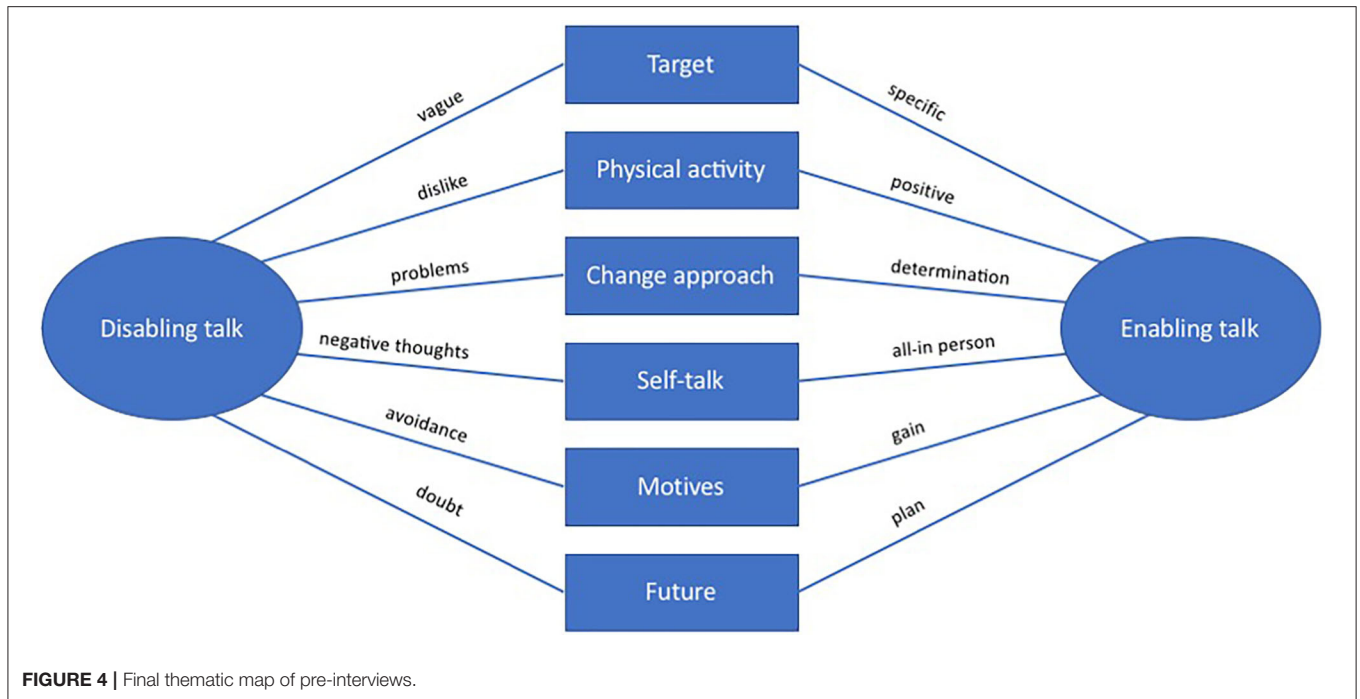 Target
vague
specific
Physical activity
dislike
positive
Change approach
problems
determination
Disabling talk
Enabling talk
negative thoughts
all-in person
Self-talk
avoidance
gain
Motives
doubt
plan
Future
FIGURE 4 | Final thematic map of pre-interviews.